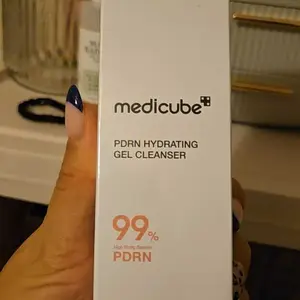 medicube
PDRN HYDRATING
GEL CLEANSER
99%
PDRN